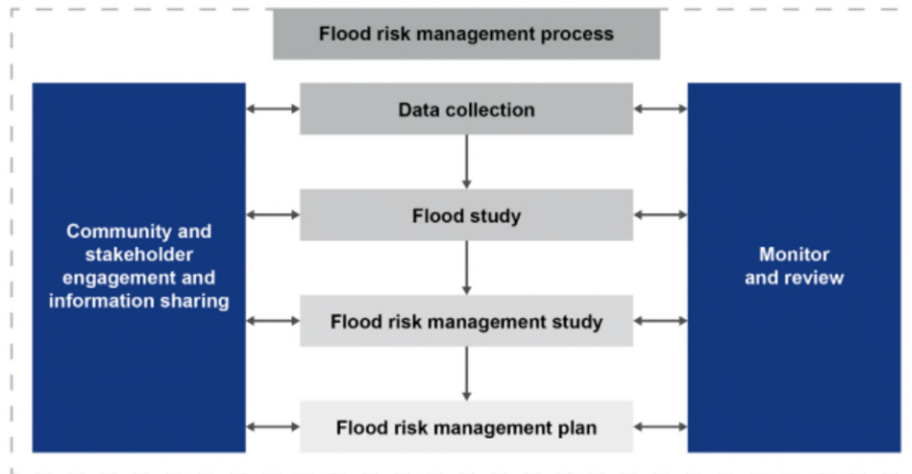 Flood risk management process
Data collection
Flood study
Community and
stakeholder
engagement and
information sharing
Monitor
and review
Flood risk management study
Flood risk management plan